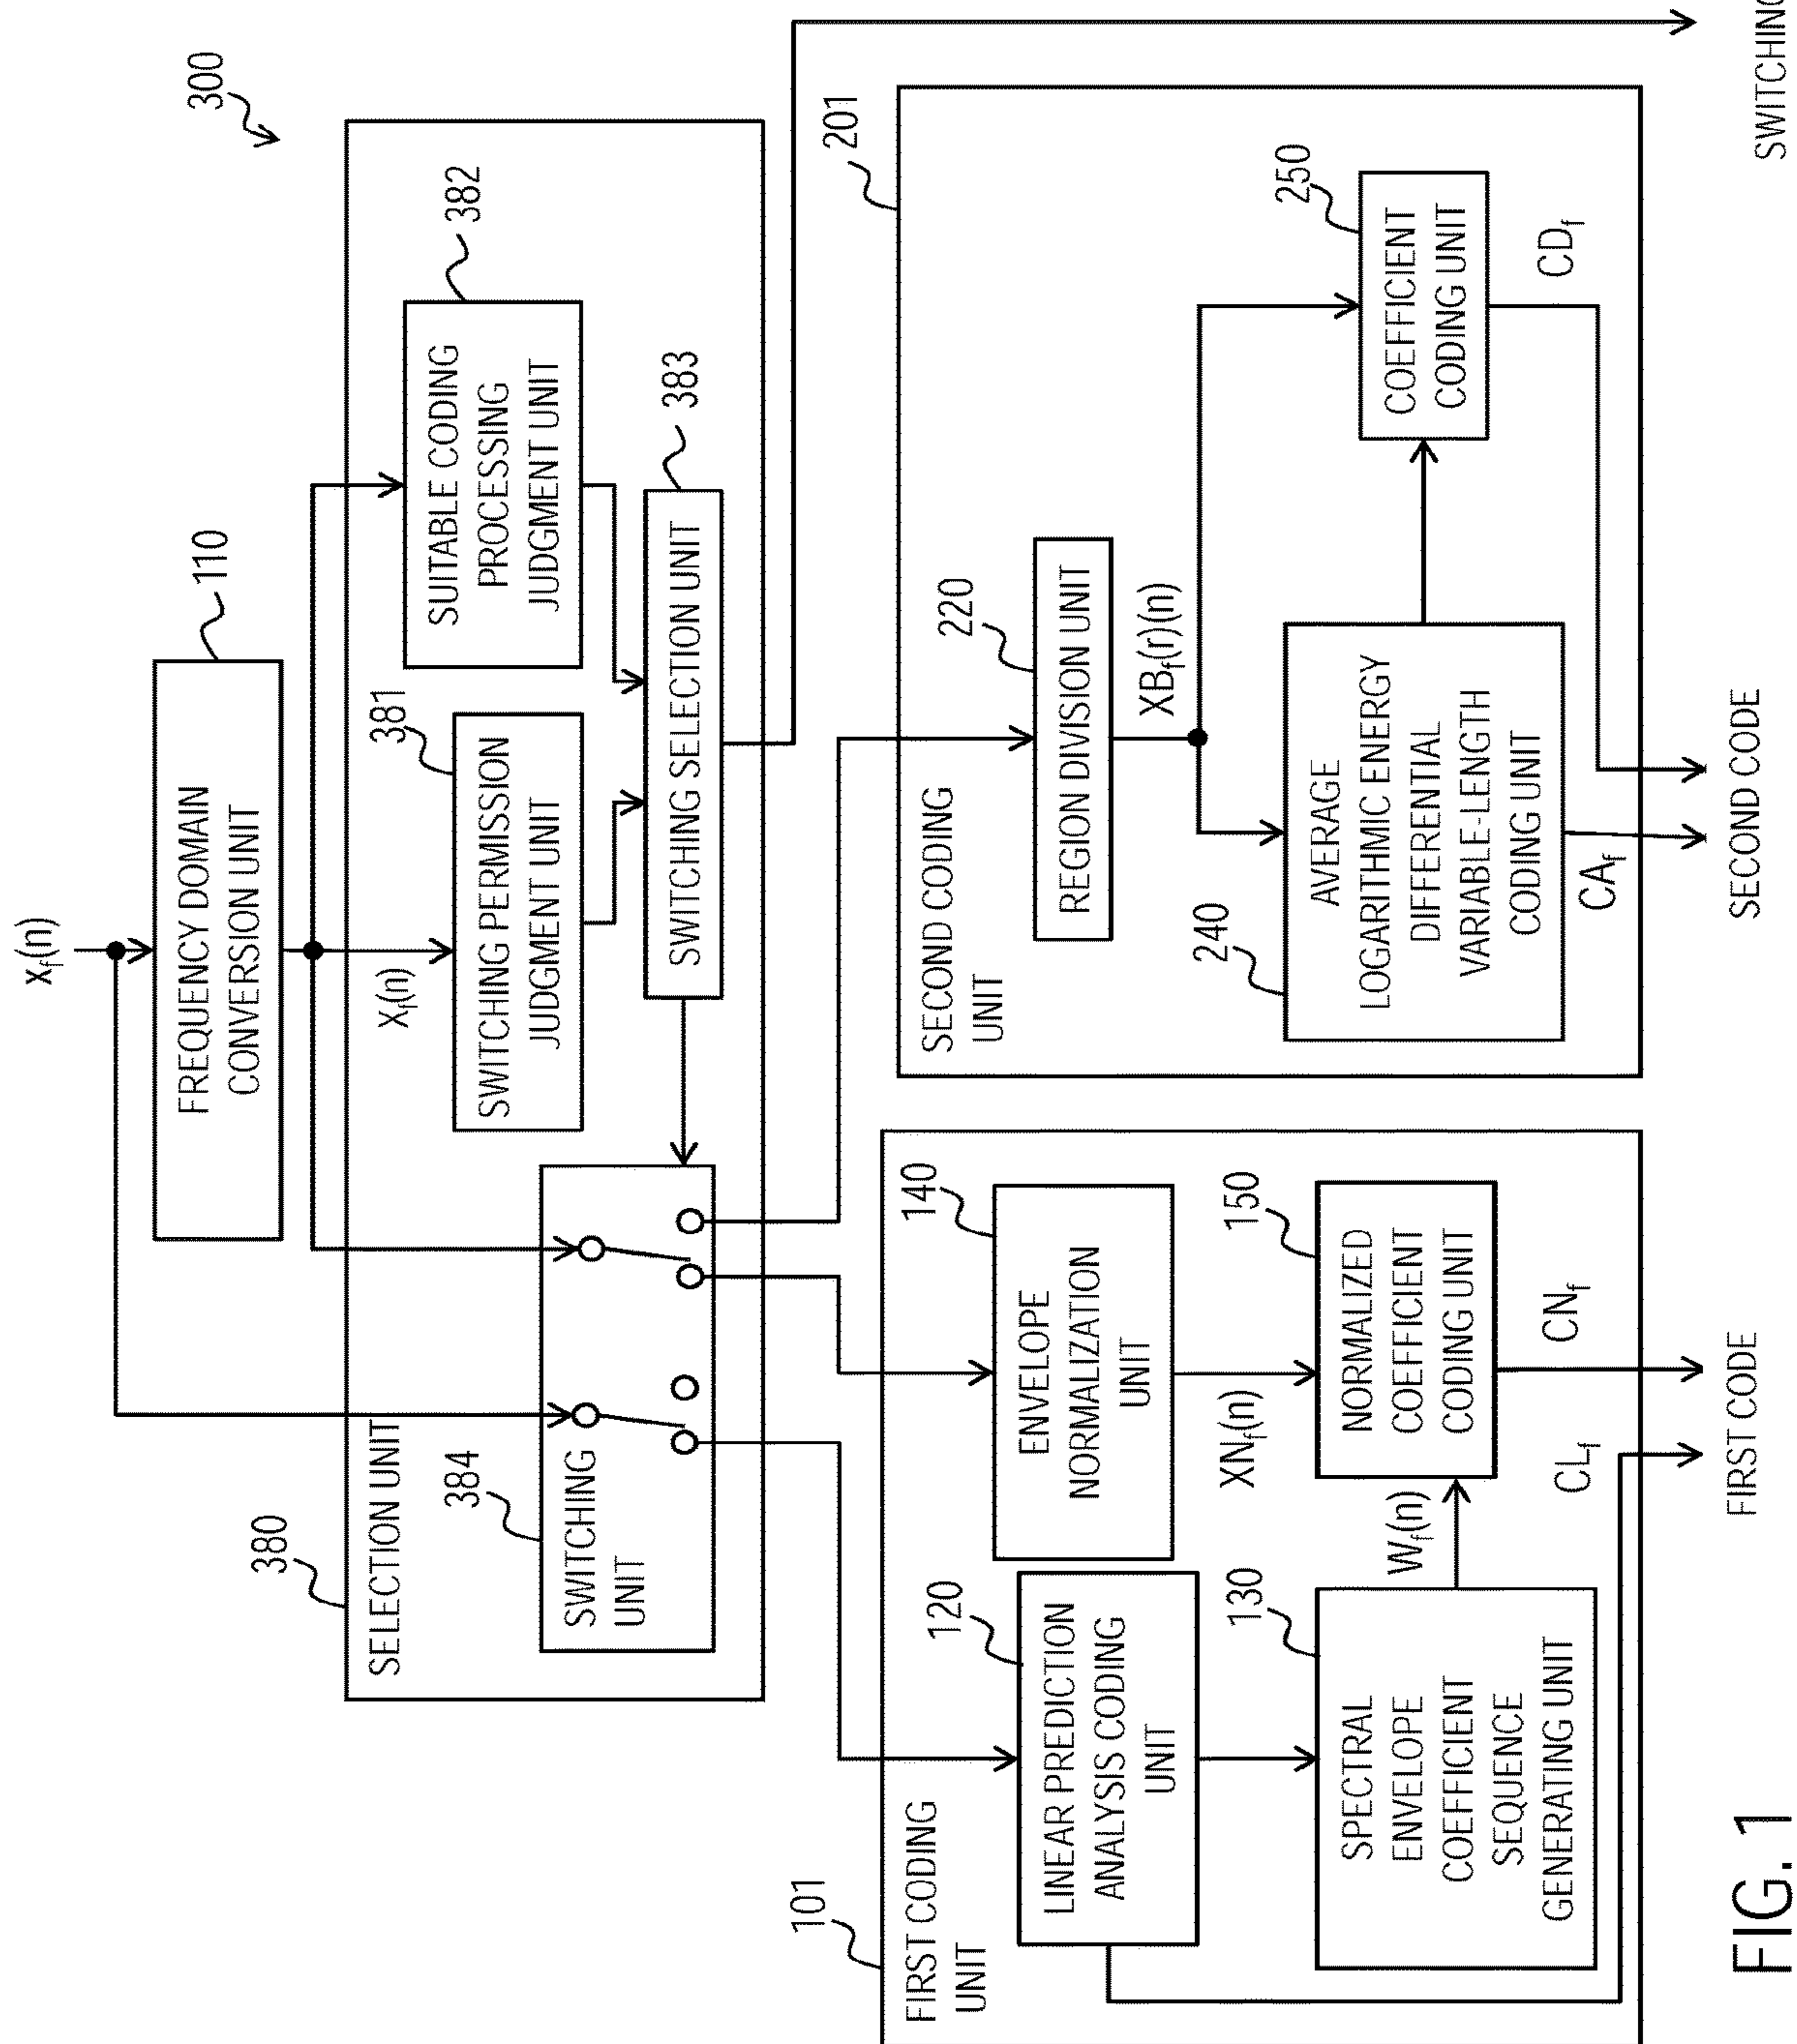 300
x_f(n)
FREQUENCY DOMAIN
CONVERSION UNIT
110
380
SELECTION UNIT
X_f(n)
381
SWITCHING PERMISSION
JUDGMENT UNIT
382
SUITABLE CODING
PROCESSING
JUDGMENT UNIT
384
SWITCHING
UNIT
SWITCHING SELECTION UNIT
383
101
FIRST CODING
UNIT
120
LINEAR PREDICTION
ANALYSIS CODING
UNIT
140
ENVELOPE
NORMALIZATION
UNIT
XN_f(n)
130
SPECTRAL
ENVELOPE
COEFFICIENT
SEQUENCE
GENERATING UNIT
W_f(n)
150
NORMALIZED
COEFFICIENT
CODING UNIT
CL_f
CN_f
FIRST CODE
201
SECOND CODING
UNIT
220
REGION DIVISION UNIT
XB_f(r)(n)
240
AVERAGE
LOGARITHMIC ENERGY
DIFFERENTIAL
VARIABLE-LENGTH
CODING UNIT
250
COEFFICIENT
CODING UNIT
CA_f
CD_f
SECOND CODE
SWITCHING
FIG. 1